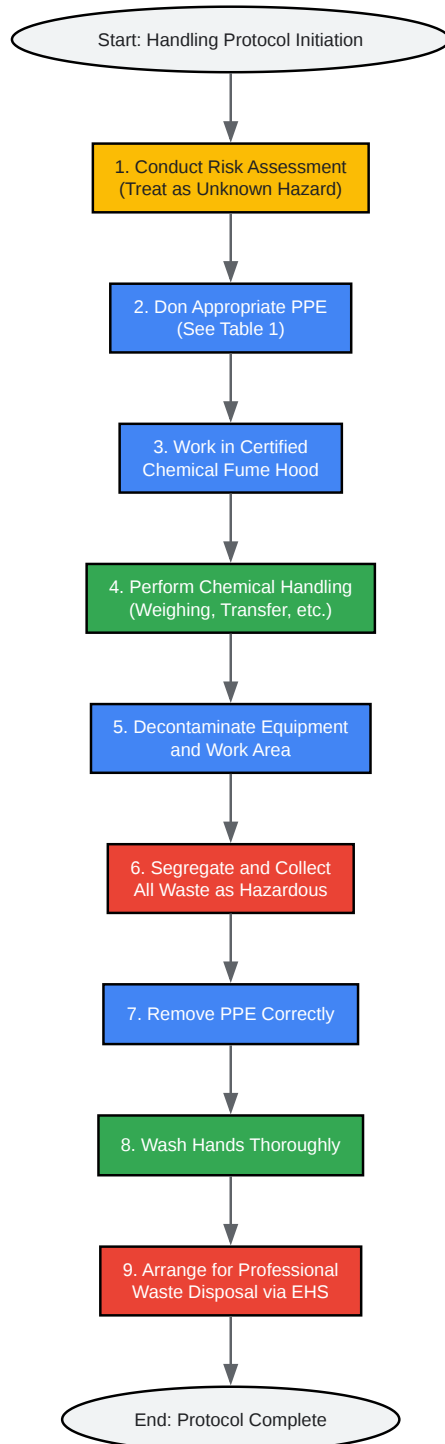 Start: Handling Protocol Initiation
1. Conduct Risk Assessment
(Treat as Unknown Hazard)
2. Don Appropriate PPE
(See Table 1)
3. Work in Certified
Chemical Fume Hood
4. Perform Chemical Handling
(Weighing, Transfer, etc.)
5. Decontaminate Equipment
and Work Area
6. Segregate and Collect
All Waste as Hazardous
7. Remove PPE Correctly
8. Wash Hands Thoroughly
9. Arrange for Professional
Waste Disposal via EHS
End: Protocol Complete